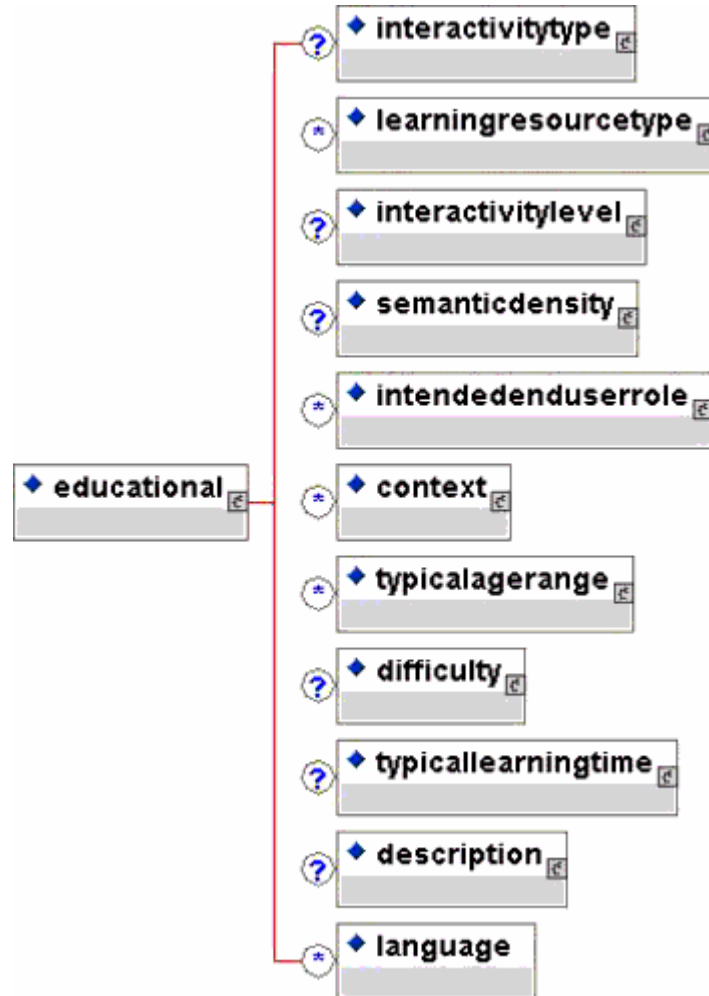 ? interactivitytype
* learningresourcetype
? interactivitylevel
? semanticdensity
* intendedenduserrole
educational
* context
* typicalagerange
? difficulty
? typicallearningtime
? description
* language